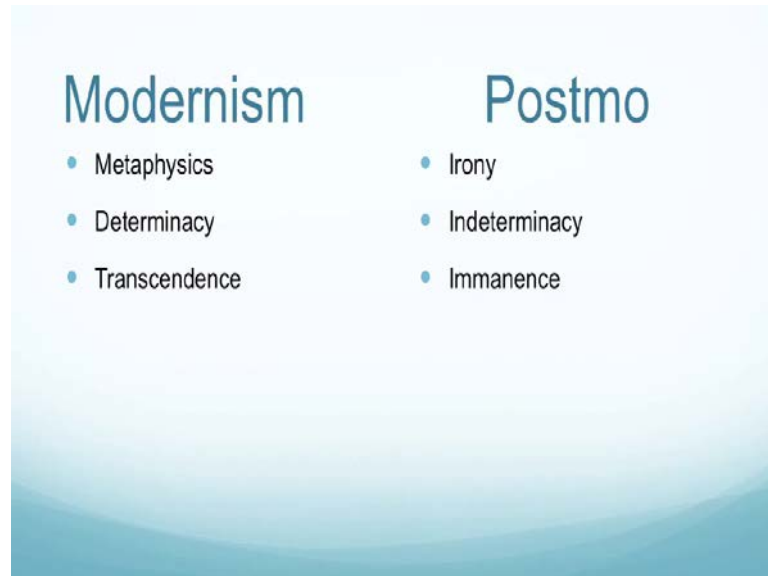 Modernism
Metaphysics
Determinacy
Transcendence
Postmo
Irony
Indeterminacy
Immanence